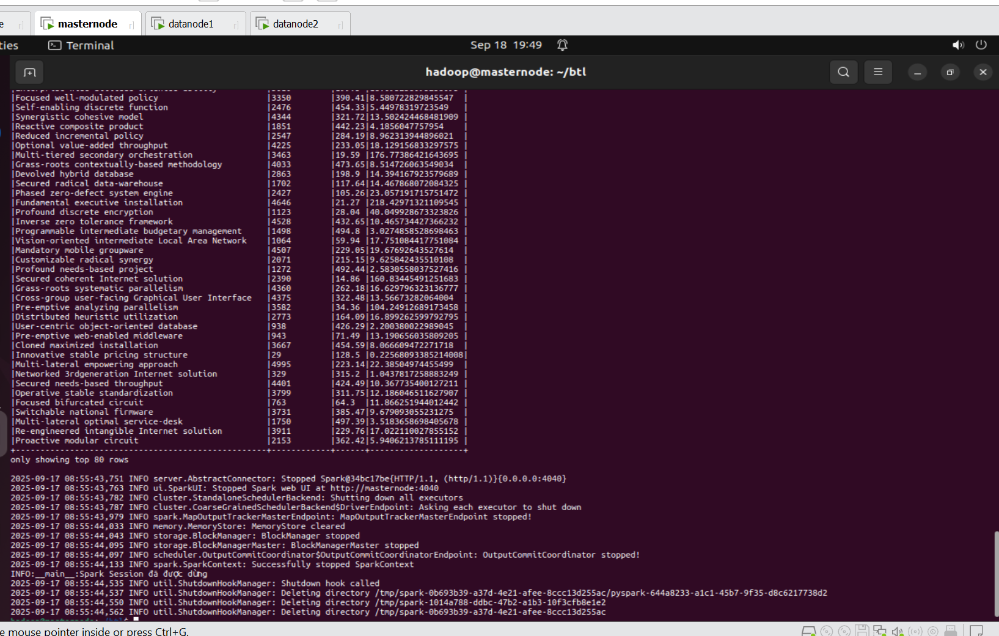 masternode
datanode1
datanode2
ties
Terminal
Sep 18 19:49
hadoop@masternode: ~/btl
|Focused well-modulated policy |3350 |390.41|8.580722829845547 |
|Self-enabling discrete function |2476 |454.33|5.44978319723549 |
|Synergistic cohesive model |4344 |321.72|13.502424468481909 |
|Reactive composite product |1851 |442.23|4.1856047757954 |
|Reduced incremental policy |2547 |284.19|8.962313944896021 |
|Optional value-added throughput |4225 |233.05|18.129156833297575 |
|Multi-tiered secondary orchestration |3463 |19.59 |176.77386421643695 |
|Grass-roots contextually-based methodology |4033 |473.65|8.514726063549034 |
|Devolved hybrid database |2863 |198.9 |14.394167923579689 |
|Secured radical data-warehouse |1702 |117.64|14.467868072084325 |
|Phased zero-defect system engine |2427 |105.26|23.057191715751472 |
|Fundamental executive installation |4646 |21.27 |218.42971321109545 |
|Profound discrete encryption |1123 |28.04 |40.049928673323826 |
|Inverse zero tolerance framework |4528 |432.65|10.465734427366232 |
|Programmable intermediate budgetary management |1498 |494.8 |3.0274858528698463 |
|Vision-oriented intermediate Local Area Network |1064 |59.94 |17.751084417751084 |
|Mandatory mobile groupware |4507 |229.05|19.67692643527614 |
|Customizable radical synergy |2071 |215.15|9.625842435510108 |
|Profound needs-based project |1272 |492.44|2.5830558037527416 |
|Secured coherent Internet solution |2390 |14.86 |160.83445491251683 |
|Grass-roots systematic parallelism |4360 |262.18|16.629796323136777 |
|Cross-group user-facing Graphical User Interface |4375 |322.48|13.56673282064004 |
|Pre-emptive analyzing parallelism |3582 |34.36 |104.24912689173458 |
|Distributed heuristic utilization |2773 |164.09|16.899262599792795 |
|User-centric object-oriented database |938 |426.29|2.200380022989045 |
|Pre-emptive web-enabled middleware |943 |71.49 |13.190656035809205 |
|Cloned maximized installation |3667 |454.59|8.066609472271718 |
|Innovative stable pricing structure |29 |128.5 |0.22568093385214008|
|Multi-lateral empowering approach |4995 |223.14|22.38504974455499 |
|Networked 3rdgeneration Internet solution |329 |315.2 |1.0437817258883249 |
|Secured needs-based throughput |4401 |424.49|10.367735400127211 |
|Operative stable standardization |3799 |311.75|12.186046511627907 |
|Focused bifurcated circuit |763 |64.3 |11.866251944012442 |
|Switchable national firmware |3731 |385.47|9.679093055231275 |
|Multi-lateral optimal service-desk |1750 |497.39|3.5183658698405678 |
|Re-engineered intangible Internet solution |3911 |229.76|17.022110027855152 |
|Proactive modular circuit |2153 |362.42|5.9406213785111195 |
+---------------------------------------------------+------------+------+-------------------+
only showing top 80 rows
2025-09-17 08:55:43,751 INFO server.AbstractConnector: Stopped Spark@34bc17be{HTTP/1.1, (http/1.1)}{0.0.0.0:4040}
2025-09-17 08:55:43,763 INFO ui.SparkUI: Stopped Spark web UI at http://masternode:4040
2025-09-17 08:55:43,782 INFO cluster.StandaloneSchedulerBackend: Shutting down all executors
2025-09-17 08:55:43,787 INFO cluster.CoarseGrainedSchedulerBackend$DriverEndpoint: Asking each executor to shut down
2025-09-17 08:55:43,979 INFO spark.MapOutputTrackerMasterEndpoint: MapOutputTrackerMasterEndpoint stopped!
2025-09-17 08:55:44,033 INFO memory.MemoryStore: MemoryStore cleared
2025-09-17 08:55:44,043 INFO storage.BlockManager: BlockManager stopped
2025-09-17 08:55:44,095 INFO storage.BlockManagerMaster: BlockManagerMaster stopped
2025-09-17 08:55:44,097 INFO scheduler.OutputCommitCoordinator$OutputCommitCoordinatorEndpoint: OutputCommitCoordinator stopped!
2025-09-17 08:55:44,133 INFO spark.SparkContext: Successfully stopped SparkContext
INFO:__main__:Spark Session đã được dừng
2025-09-17 08:55:44,535 INFO util.ShutdownHookManager: Shutdown hook called
2025-09-17 08:55:44,537 INFO util.ShutdownHookManager: Deleting directory /tmp/spark-0b693b39-a37d-4e21-afee-8ccc13d255ac/pyspark-644a8233-a1c1-45b7-9f35-d8c6217738d2
2025-09-17 08:55:44,550 INFO util.ShutdownHookManager: Deleting directory /tmp/spark-1014a788-ddbc-47b2-a1b3-10f3cfb8e1e2
2025-09-17 08:55:44,562 INFO util.ShutdownHookManager: Deleting directory /tmp/spark-0b693b39-a37d-4e21-afee-8ccc13d255ac
e mouse pointer inside or press Ctrl+G.